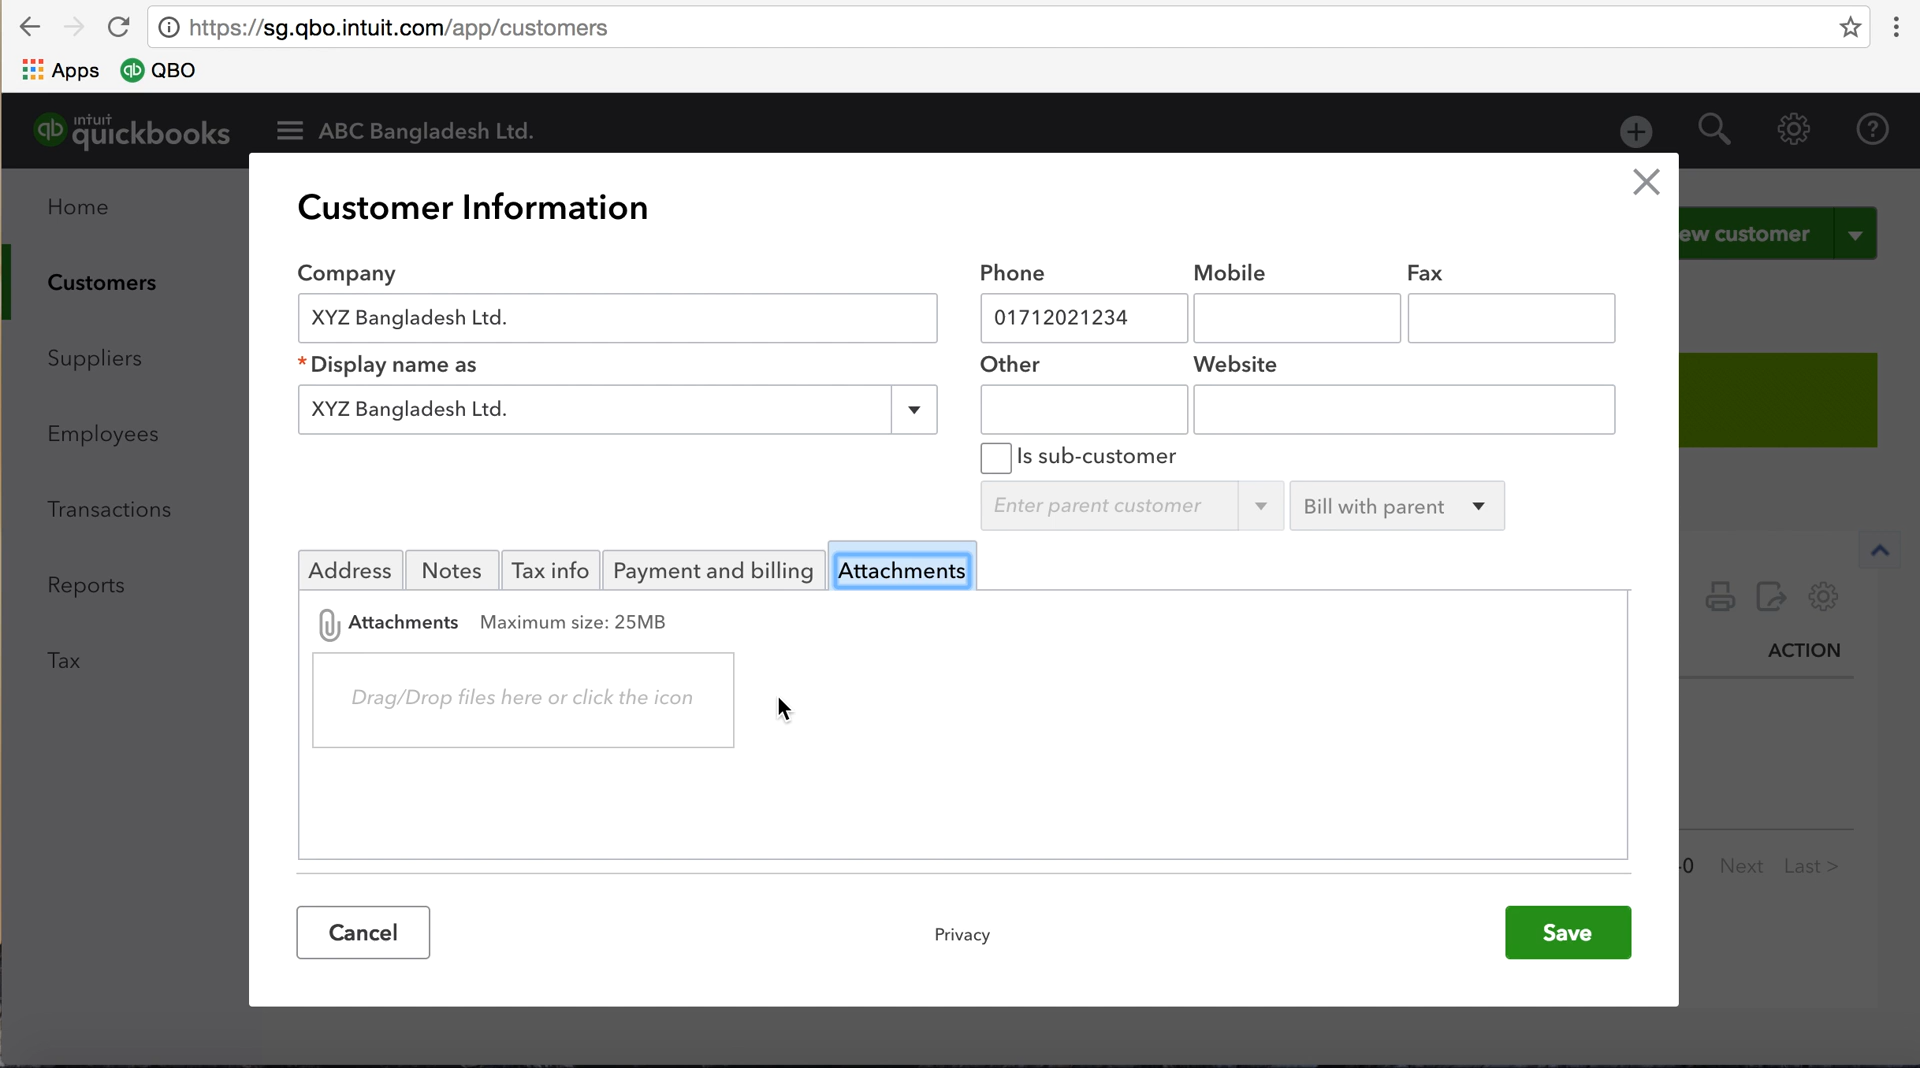 https://sg.qbo.intuit.com/app/customers
Apps
qb QBO
qb intuit quickbooks
ABC Bangladesh Ltd.
Home
Customers
Suppliers
Employees
Transactions
Reports
Tax
Customer Information
ew customer
Company
Phone
Mobile
Fax
XYZ Bangladesh Ltd.
01712021234
* Display name as
Other
Website
XYZ Bangladesh Ltd.
Is sub-customer
Enter parent customer
Bill with parent
Address
Notes
Tax info
Payment and billing
Attachments
Attachments Maximum size: 25MB
Drag/Drop files here or click the icon
ACTION
-0 Next Last >
Cancel
Privacy
Save